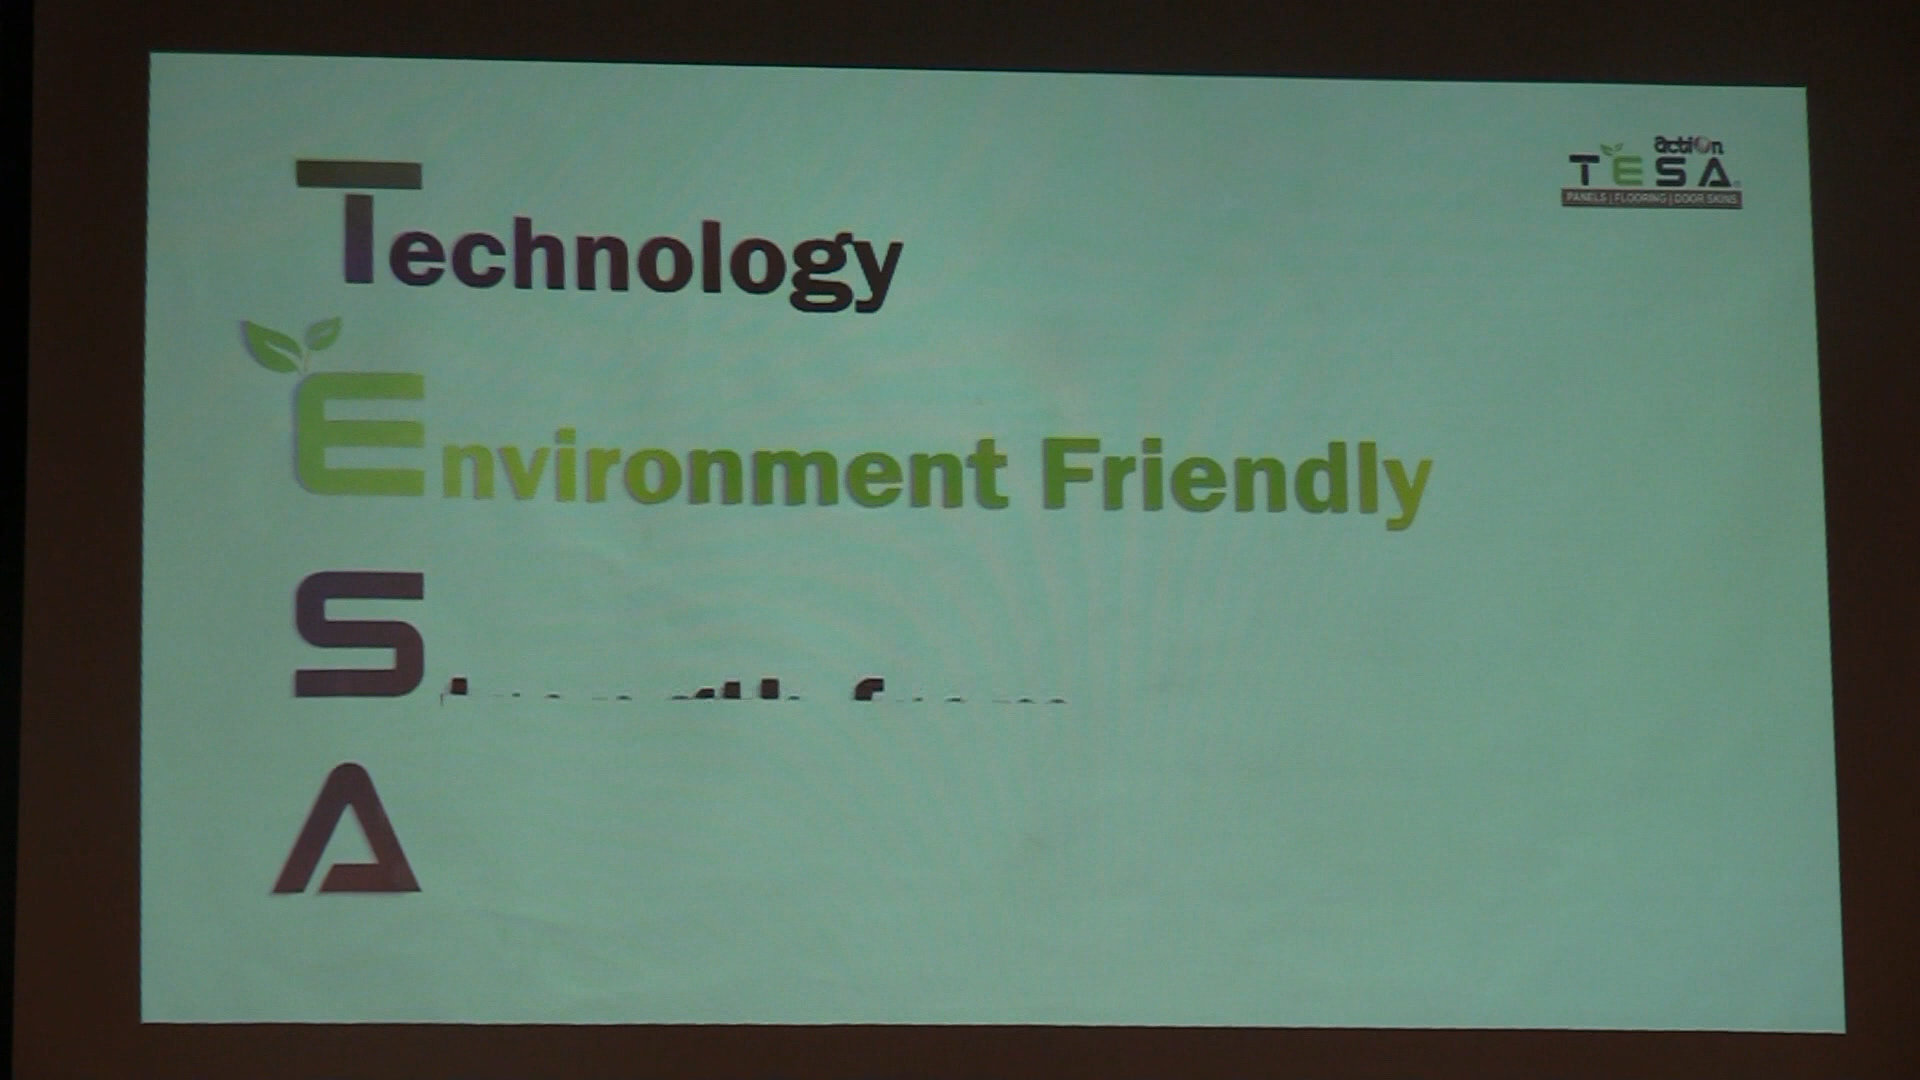 Technology
action
TESA
PANELS | FLOORING | DOOR SKINS
Environment Friendly
S
A